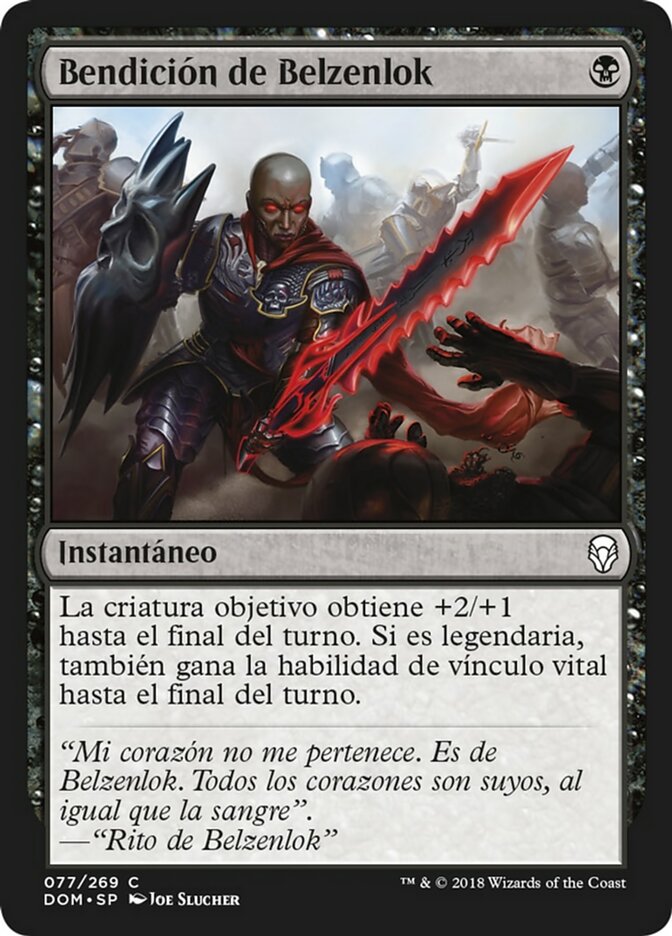 Bendición de Belzenlok
Instantáneo
La criatura objetivo obtiene +2/+1
hasta el final del turno. Si es legendaria,
también gana la habilidad de vínculo vital
hasta el final del turno.
“Mi corazón no me pertenece. Es de
Belzenlok. Todos los corazones son suyos, al
igual que la sangre”.
—“Rito de Belzenlok”
077/269 C
DOM • SP Joe Slucher
™ & © 2018 Wizards of the Coast